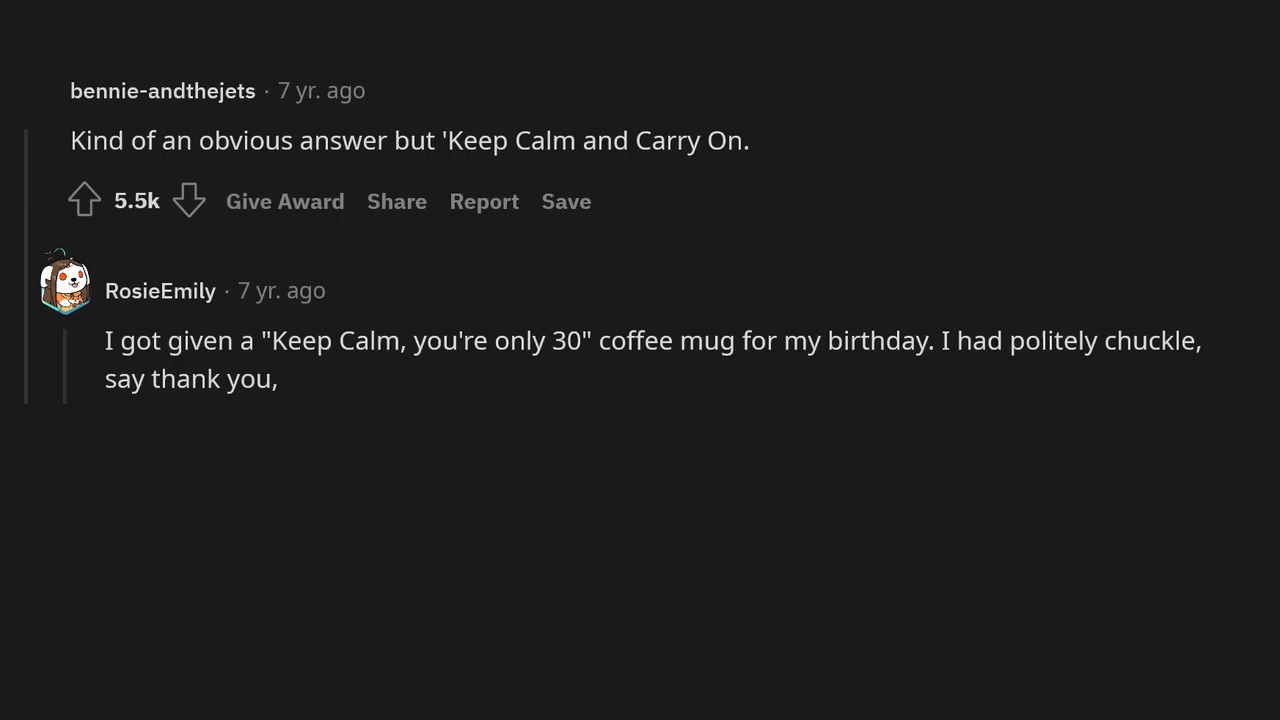 bennie-andthejets · 7 yr. ago
Kind of an obvious answer but 'Keep Calm and Carry On.
5.5k Give Award Share Report Save
RosieEmily · 7 yr. ago
I got given a "Keep Calm, you're only 30" coffee mug for my birthday. I had politely chuckle,
say thank you,